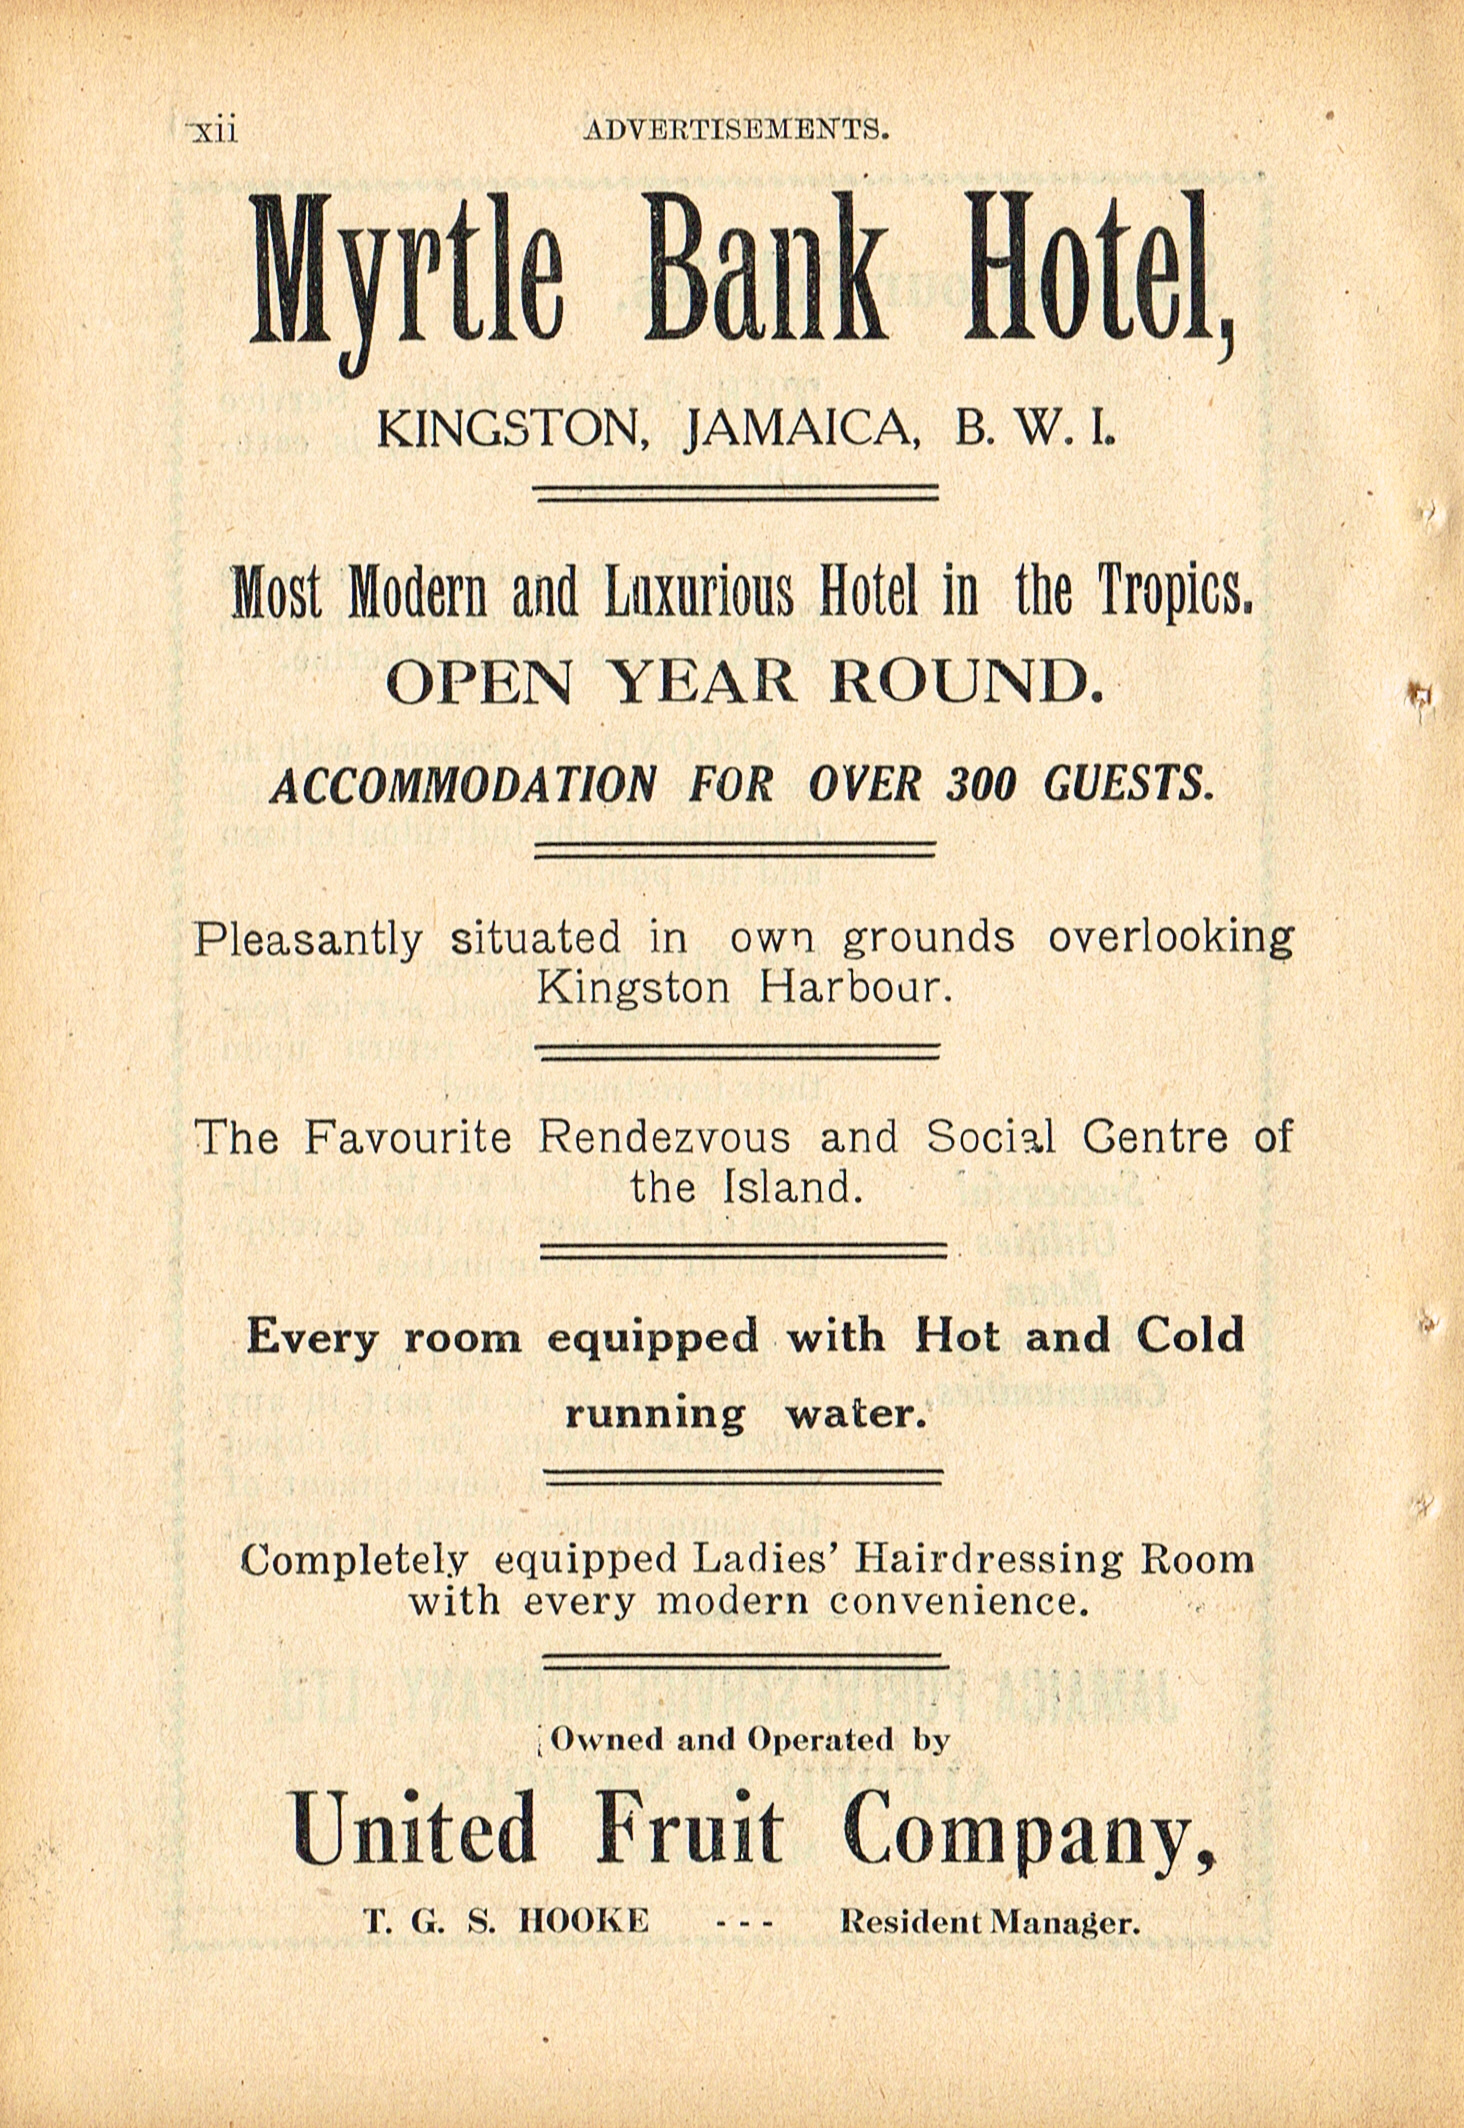 xii
ADVERTISEMENTS.
Myrtle Bank Hotel,
KINGSTON, JAMAICA, B. W. I.
Most Modern and Luxurious Hotel in the Tropics.
OPEN YEAR ROUND.
ACCOMMODATION FOR OVER 300 GUESTS.
Pleasantly situated in own grounds overlooking
Kingston Harbour.
The Favourite Rendezvous and Social Centre of
the Island.
Every room equipped with Hot and Cold
running water.
Completely equipped Ladies’ Hairdressing Room
with every modern convenience.
Owned and Operated by
United Fruit Company,
T. G. S. HOOKE - - - Resident Manager.